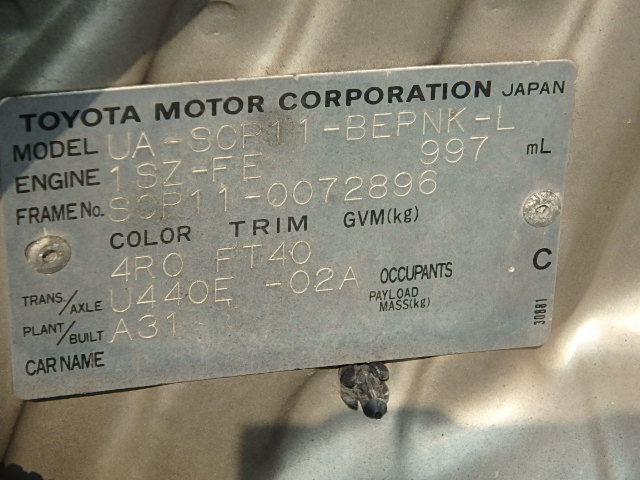 TOYOTA MOTOR CORPORATION JAPAN
MODEL UA-SCP11-BEPNK-L
ENGINE 1SZ-FE 997 mL
FRAME No. SCP11-0072896
COLOR TRIM GVM(kg)
4R0 FT40
TRANS./AXLE U440E -02A OCCUPANTS C
PAYLOAD MASS(kg)
PLANT/BUILT A31
CAR NAME
30881